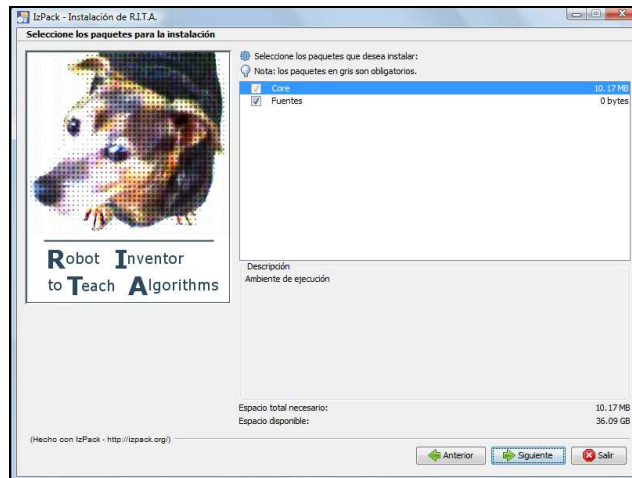 IzPack - Instalación de R.I.T.A.
Seleccione los paquetes para la instalación
Seleccione los paquetes que desea instalar:
Nota: los paquetes en gris son obligatorios.
Core 10.17 MB
Fuentes 0 bytes
Robot Inventor
to Teach Algorithms
Descripción
Ambiente de ejecución
Espacio total necesario: 10.17 MB
Espacio disponible: 36.09 GB
(Hecho con IzPack - http://izpack.org/)
Anterior Siguiente Salir